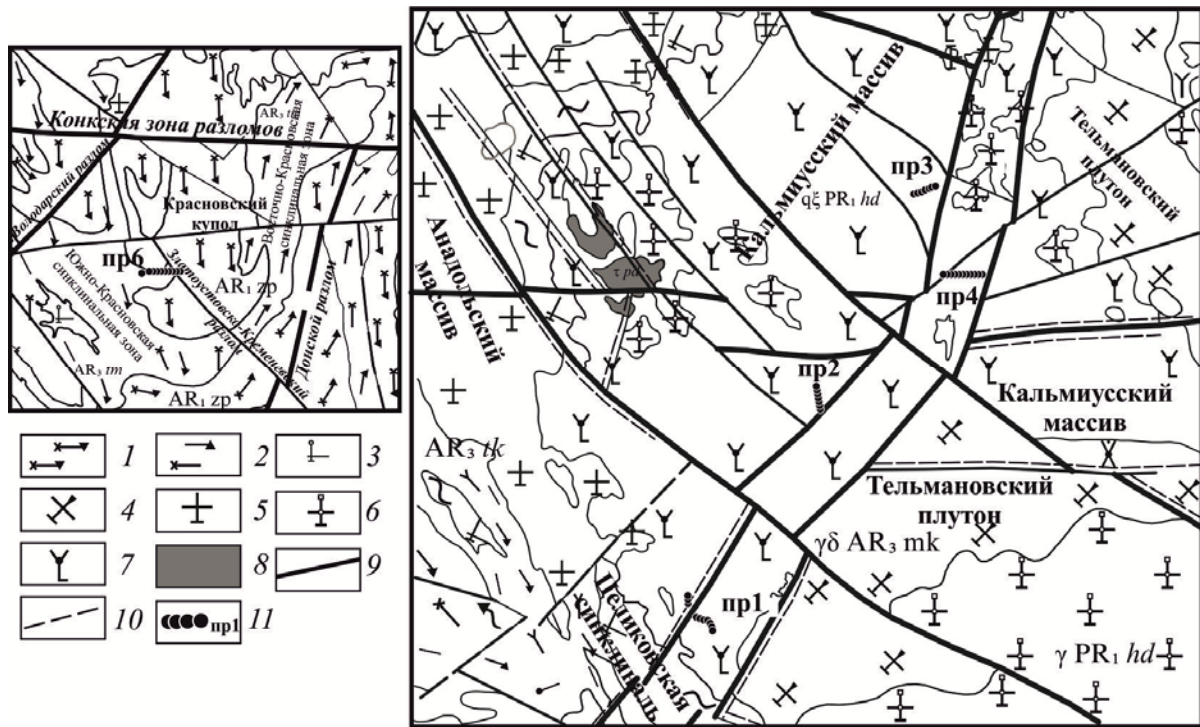 Конкская зона разломов
AR₃ t
Володарский разлом
Красновский
купол
Восточно-Красновская
синклинальная зона
пр6
Южно-Красновская
синклинальная зона
AR₁ zp
Златоустовско-Кременевский
разлом
Донской разлом
AR₃ tm
AR₁ zp
1
2
3
4
5
6
7
8
9
10
пр1
11
Кальмиусский массив
пр3
qξ PR₁ hd
Тельмановский
плутон
Анадольский
массив
τ pd
пр4
пр2
Кальмиусский
массив
AR₃ tk
Тельмановский
плутон
γδ AR₃ mk
Целиковская
синклиналь
пр1
γ PR₁ hd